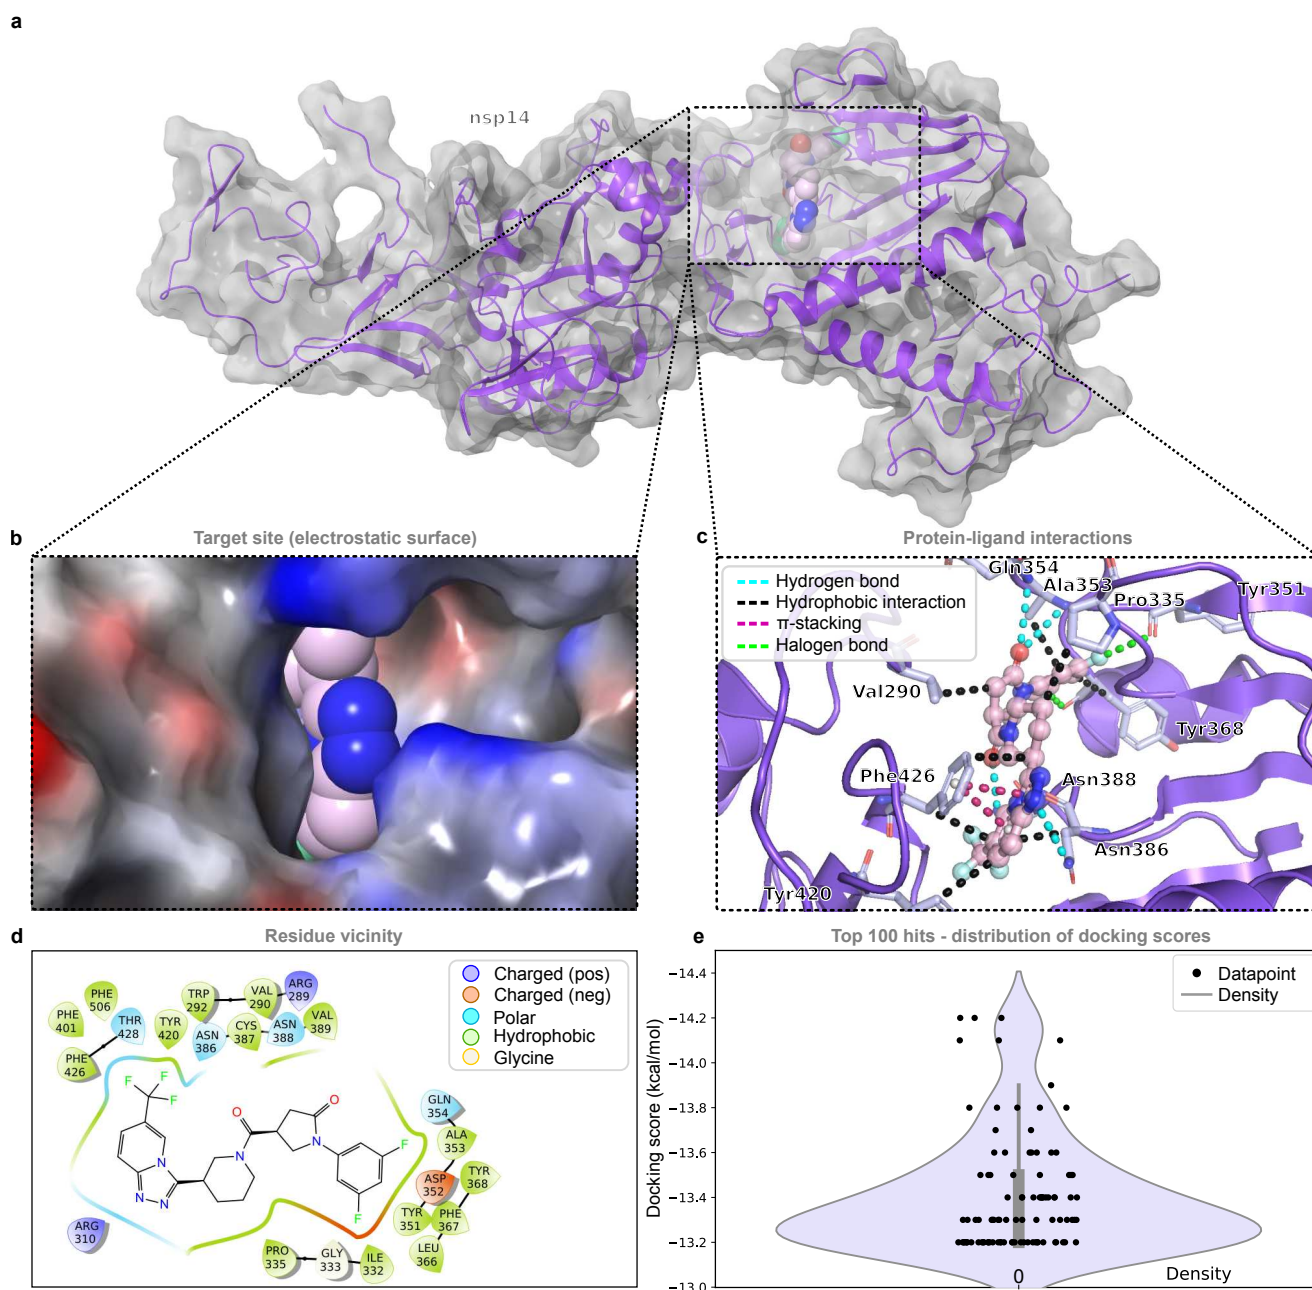 a
nsp14
b
Target site (electrostatic surface)
c
Protein-ligand interactions
Hydrogen bond
Hydrophobic interaction
π-stacking
Halogen bond
Gln354
Ala353
Pro335
Tyr351
Val290
Tyr368
Phe426
Asn388
Asn386
Tyr420
d
Residue vicinity
Charged (pos)
Charged (neg)
Polar
Hydrophobic
Glycine
PHE
506
PHE
401
THR
428
PHE
426
TYR
420
TRP
292
ASN
386
CYS
387
VAL
290
ARG
289
ASN
388
VAL
389
F
F
F
N
N
N
N
O
O
N
F
F
GLN
354
ALA
353
ASP
352
TYR
368
TYR
351
PHE
367
LEU
366
ARG
310
PRO
335
GLY
333
ILE
332
e
Top 100 hits - distribution of docking scores
Datapoint
Density
Docking score (kcal/mol)
−14.4
−14.2
−14.0
−13.8
−13.6
−13.4
−13.2
−13.0
0
Density